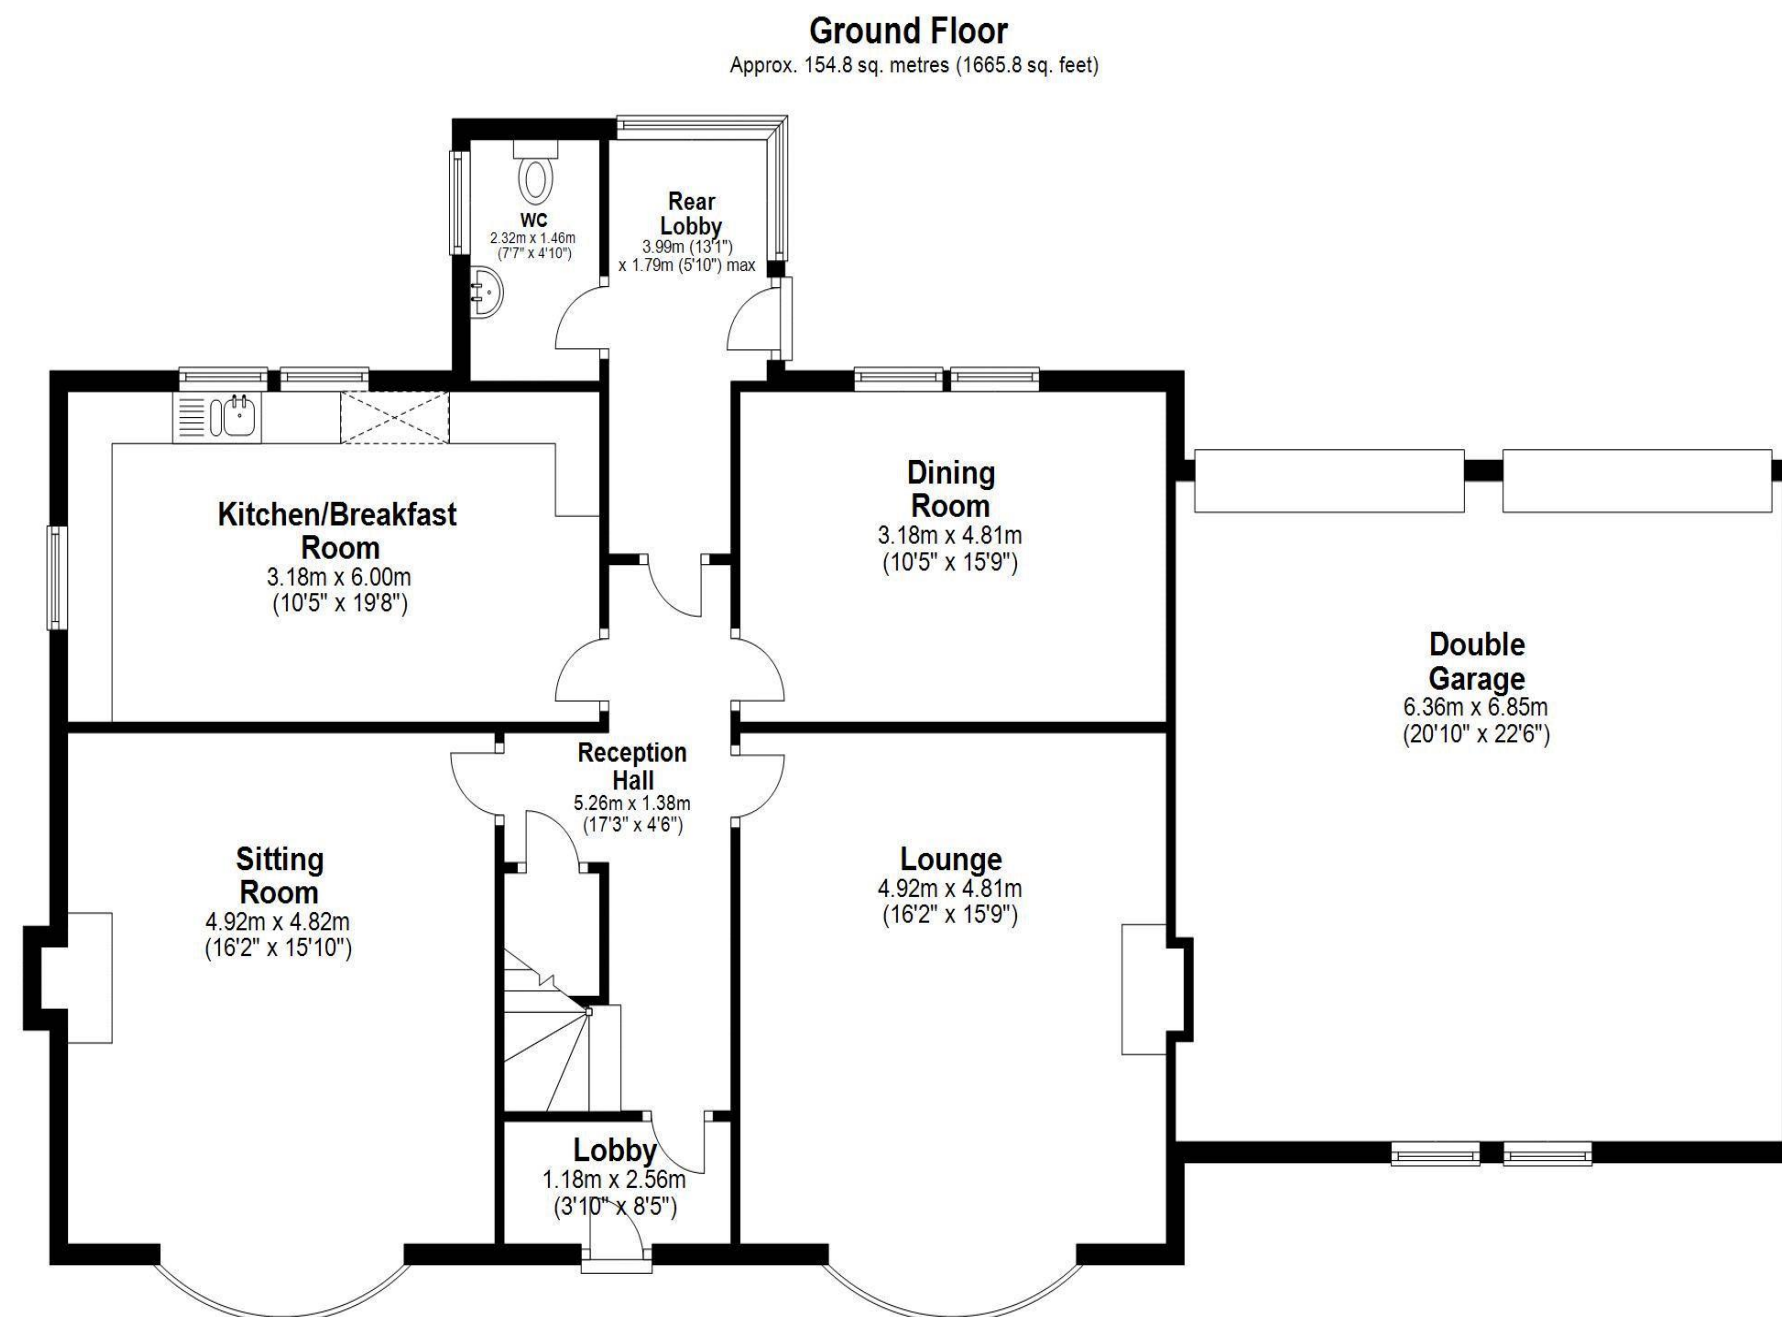 Ground Floor
Approx. 154.8 sq. metres (1665.8 sq. feet)
WC
2.32m x 1.46m
(7'7" x 4'10")
Rear
Lobby
3.99m (13'1")
x 1.79m (5'10") max
Kitchen/Breakfast
Room
3.18m x 6.00m
(10'5" x 19'8")
Dining
Room
3.18m x 4.81m
(10'5" x 15'9")
Double
Garage
6.36m x 6.85m
(20'10" x 22'6")
Reception
Hall
5.26m x 1.38m
(17'3" x 4'6")
Sitting
Room
4.92m x 4.82m
(16'2" x 15'10")
Lounge
4.92m x 4.81m
(16'2" x 15'9")
Lobby
1.18m x 2.56m
(3'10" x 8'5")